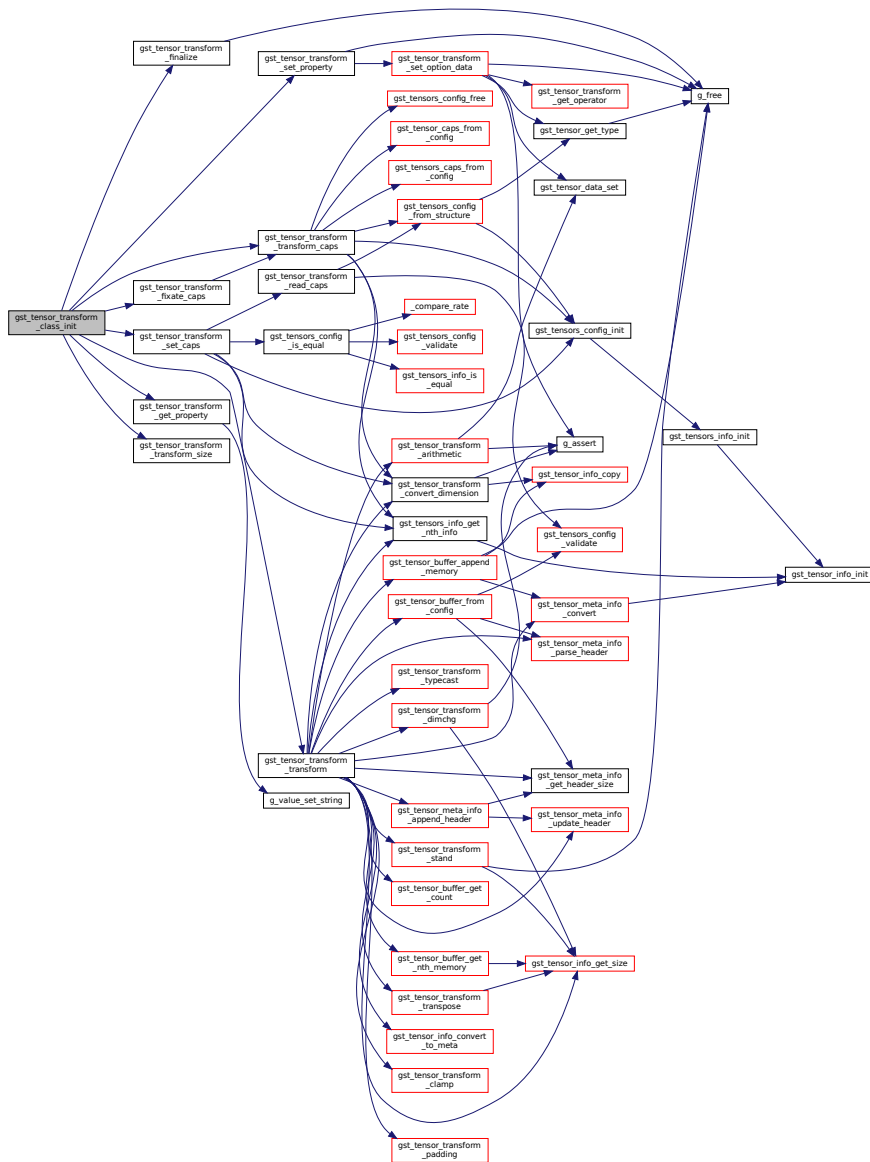 gst_tensor_transform
_class_init
gst_tensor_transform
_finalize
gst_tensor_transform
_fixate_caps
gst_tensor_transform
_set_caps
gst_tensor_transform
_get_property
gst_tensor_transform
_transform_size
gst_tensor_transform
_set_property
gst_tensor_transform
_transform_caps
gst_tensor_transform
_read_caps
gst_tensors_config
_is_equal
gst_tensor_transform
_transform
g_value_set_string
gst_tensor_transform
_set_option_data
gst_tensors_config_free
gst_tensor_caps_from
_config
gst_tensors_caps_from
_config
gst_tensors_config
_from_structure
_compare_rate
gst_tensors_config
_validate
gst_tensors_info_is
_equal
gst_tensor_transform
_arithmetic
gst_tensor_transform
_convert_dimension
gst_tensors_info_get
_nth_info
gst_tensor_buffer_append
_memory
gst_tensor_buffer_from
_config
gst_tensor_transform
_typecast
gst_tensor_transform
_dimchg
gst_tensor_meta_info
_append_header
gst_tensor_transform
_stand
gst_tensor_buffer_get
_count
gst_tensor_buffer_get
_nth_memory
gst_tensor_transform
_transpose
gst_tensor_info_convert
_to_meta
gst_tensor_transform
_clamp
gst_tensor_transform
_padding
gst_tensor_transform
_get_operator
gst_tensor_get_type
gst_tensor_data_set
gst_tensors_config_init
g_assert
gst_tensor_info_copy
gst_tensors_config
_validate
gst_tensor_meta_info
_convert
gst_tensor_meta_info
_parse_header
gst_tensor_meta_info
_get_header_size
gst_tensor_meta_info
_update_header
gst_tensor_info_get_size
g_free
gst_tensors_info_init
gst_tensor_info_init